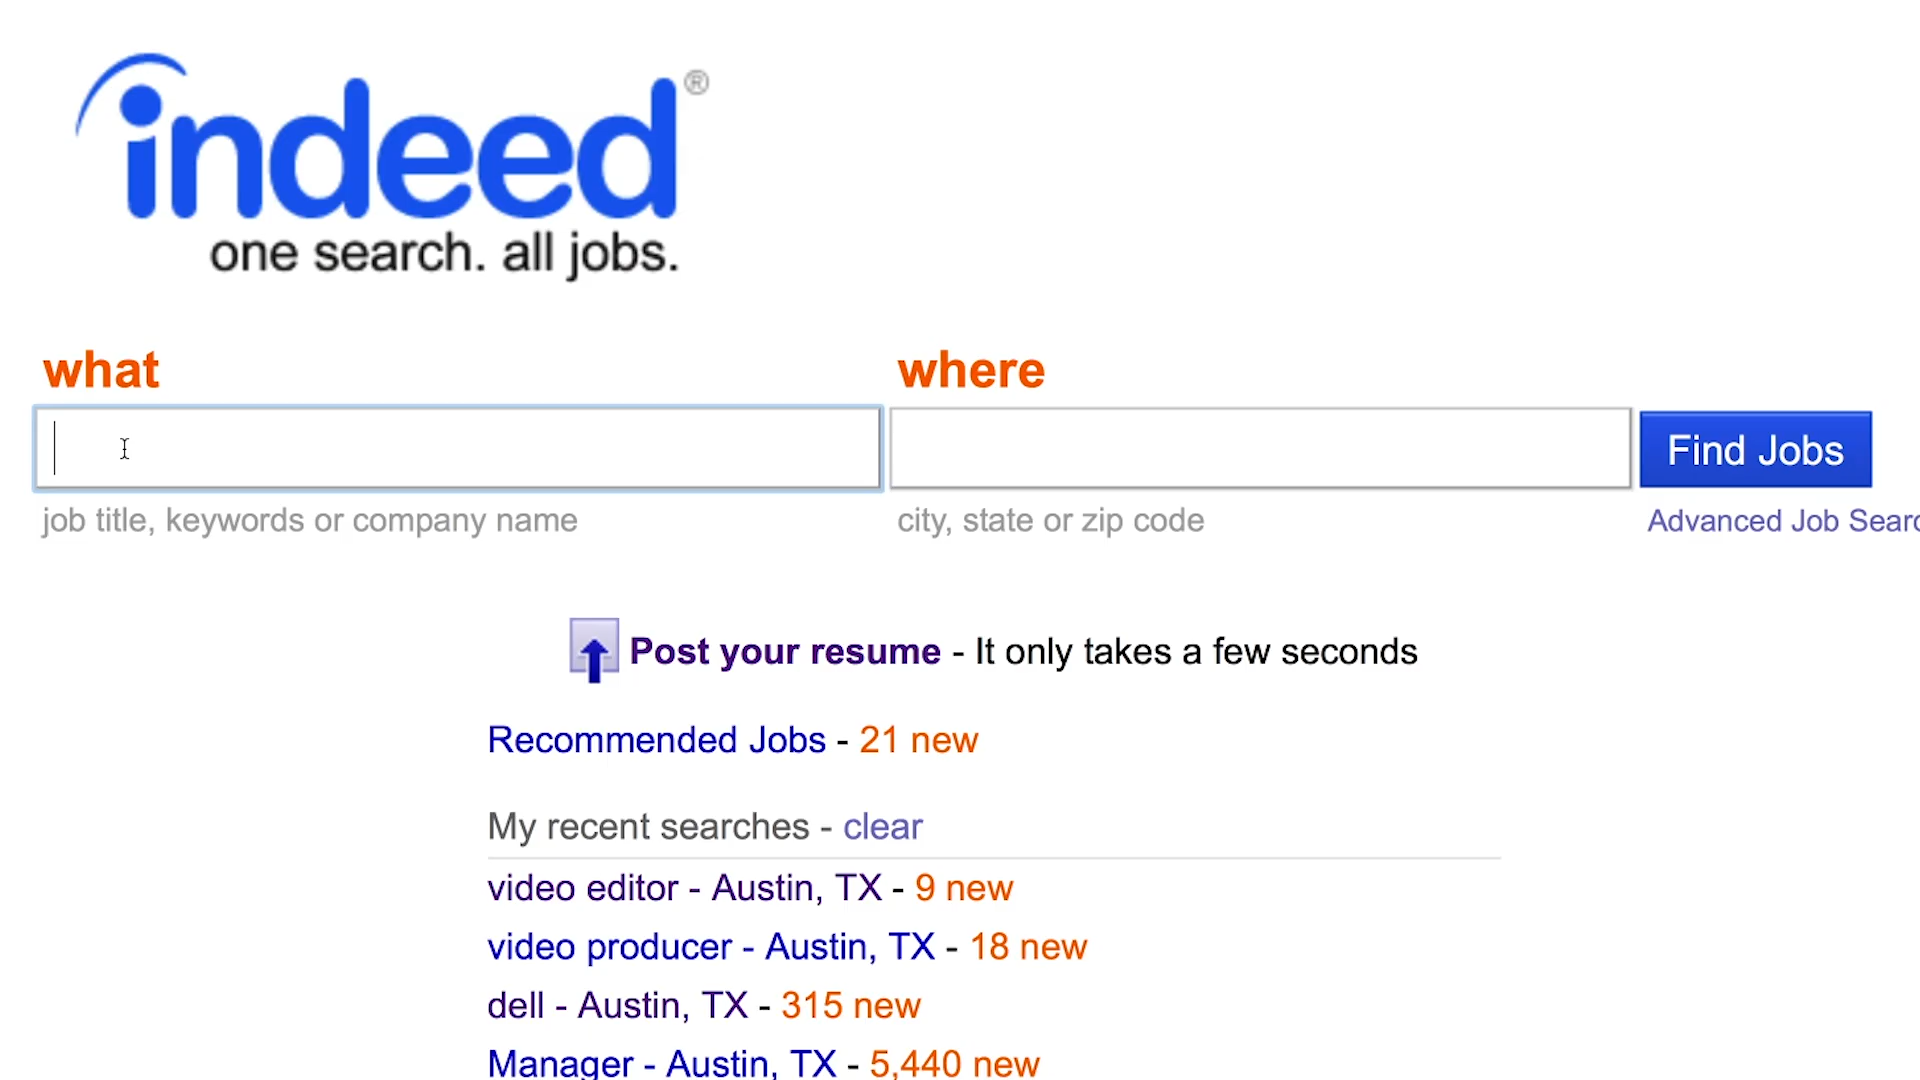 indeed®
one search. all jobs.
what
where
Find Jobs
job title, keywords or company name
city, state or zip code
Advanced Job Searc
Post your resume - It only takes a few seconds
Recommended Jobs - 21 new
My recent searches - clear
video editor - Austin, TX - 9 new
video producer - Austin, TX - 18 new
dell - Austin, TX - 315 new
Manager - Austin, TX - 5,440 new